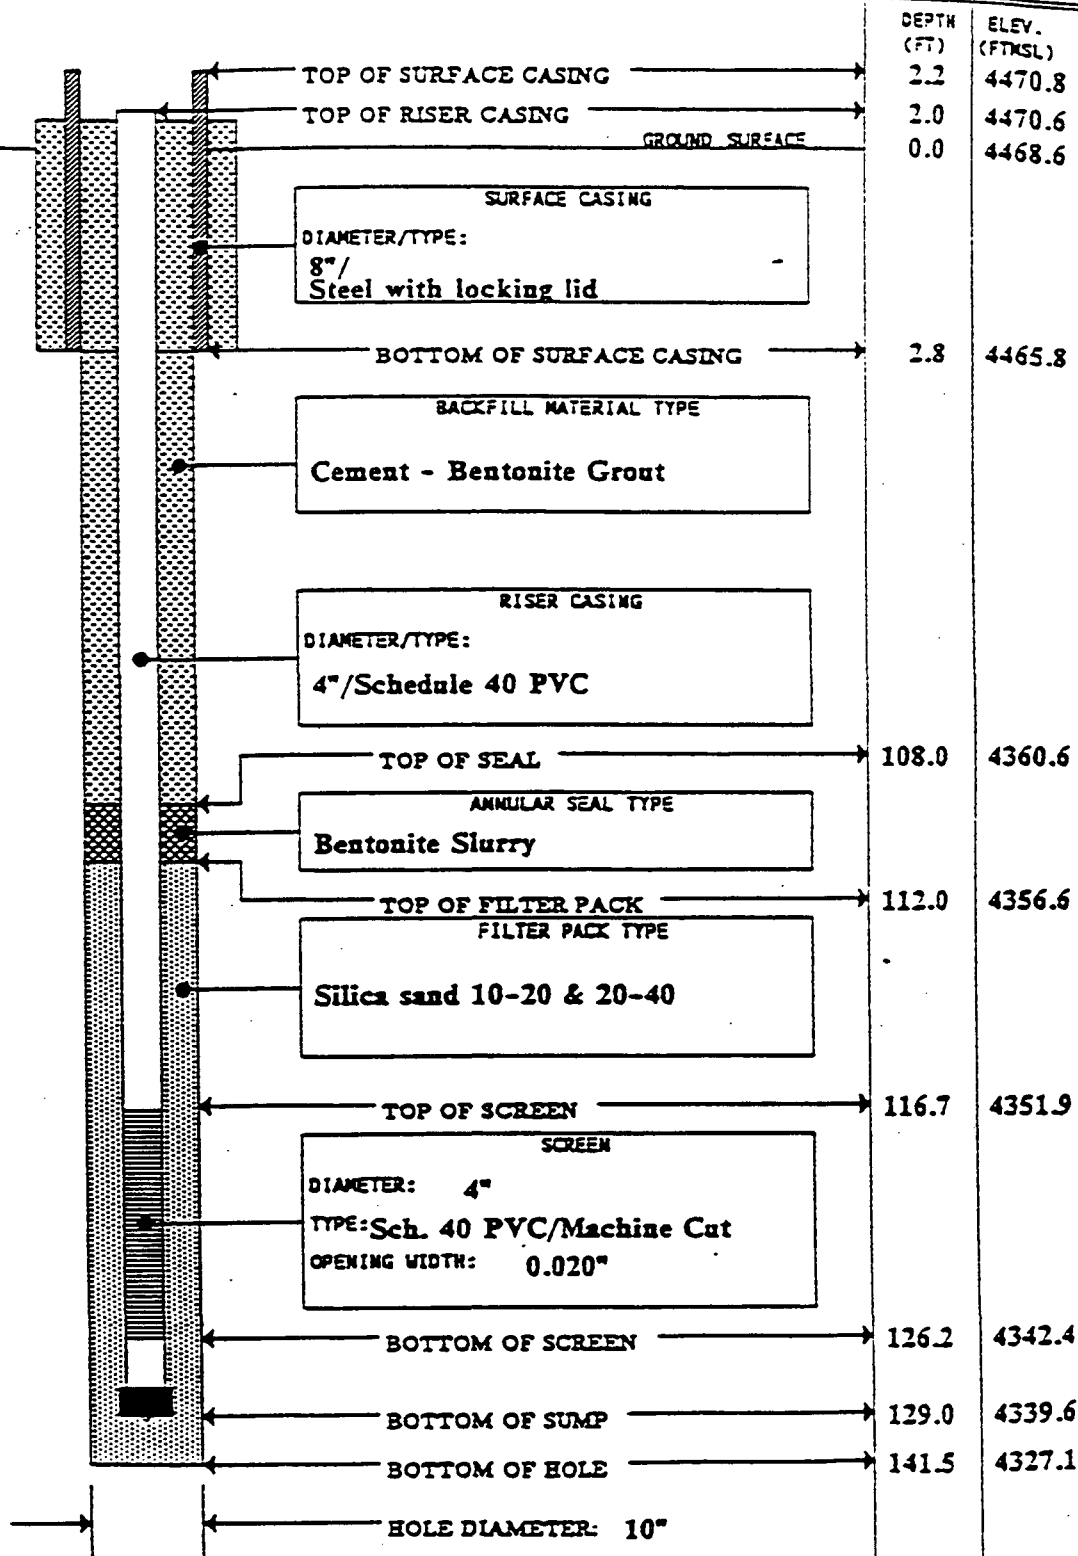 DEPTH ELEV.
(FT) (FTMSL)
TOP OF SURFACE CASING 2.2 4470.8
TOP OF RISER CASING 2.0 4470.6
GROUND SURFACE 0.0 4468.6
SURFACE CASING
DIAMETER/TYPE:
8"/
Steel with locking lid
BOTTOM OF SURFACE CASING 2.8 4465.8
BACKFILL MATERIAL TYPE
Cement - Bentonite Grout
RISER CASING
DIAMETER/TYPE:
4"/Schedule 40 PVC
TOP OF SEAL 108.0 4360.6
ANNULAR SEAL TYPE
Bentonite Slurry
TOP OF FILTER PACK 112.0 4356.6
FILTER PACK TYPE
Silica sand 10-20 & 20-40
TOP OF SCREEN 116.7 4351.9
SCREEN
DIAMETER: 4"
TYPE: Sch. 40 PVC/Machine Cut
OPENING WIDTH: 0.020"
BOTTOM OF SCREEN 126.2 4342.4
BOTTOM OF SUMP 129.0 4339.6
BOTTOM OF HOLE 141.5 4327.1
HOLE DIAMETER: 10"